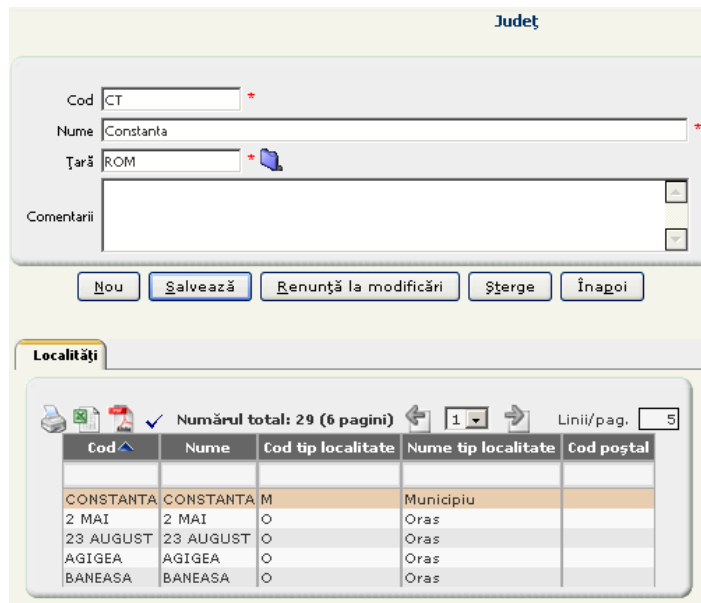 Județ
Cod CT *
Nume Constanta *
Țară ROM *
Comentarii
Nou Salvează Renunță la modificări Șterge Înapoi
Localități
Numărul total: 29 (6 pagini) 1 Linii/pag. 5
Cod Nume Cod tip localitate Nume tip localitate Cod poștal
CONSTANTA CONSTANTA M Municipiu
2 MAI 2 MAI O Oras
23 AUGUST 23 AUGUST O Oras
AGIGEA AGIGEA O Oras
BANEASA BANEASA O Oras